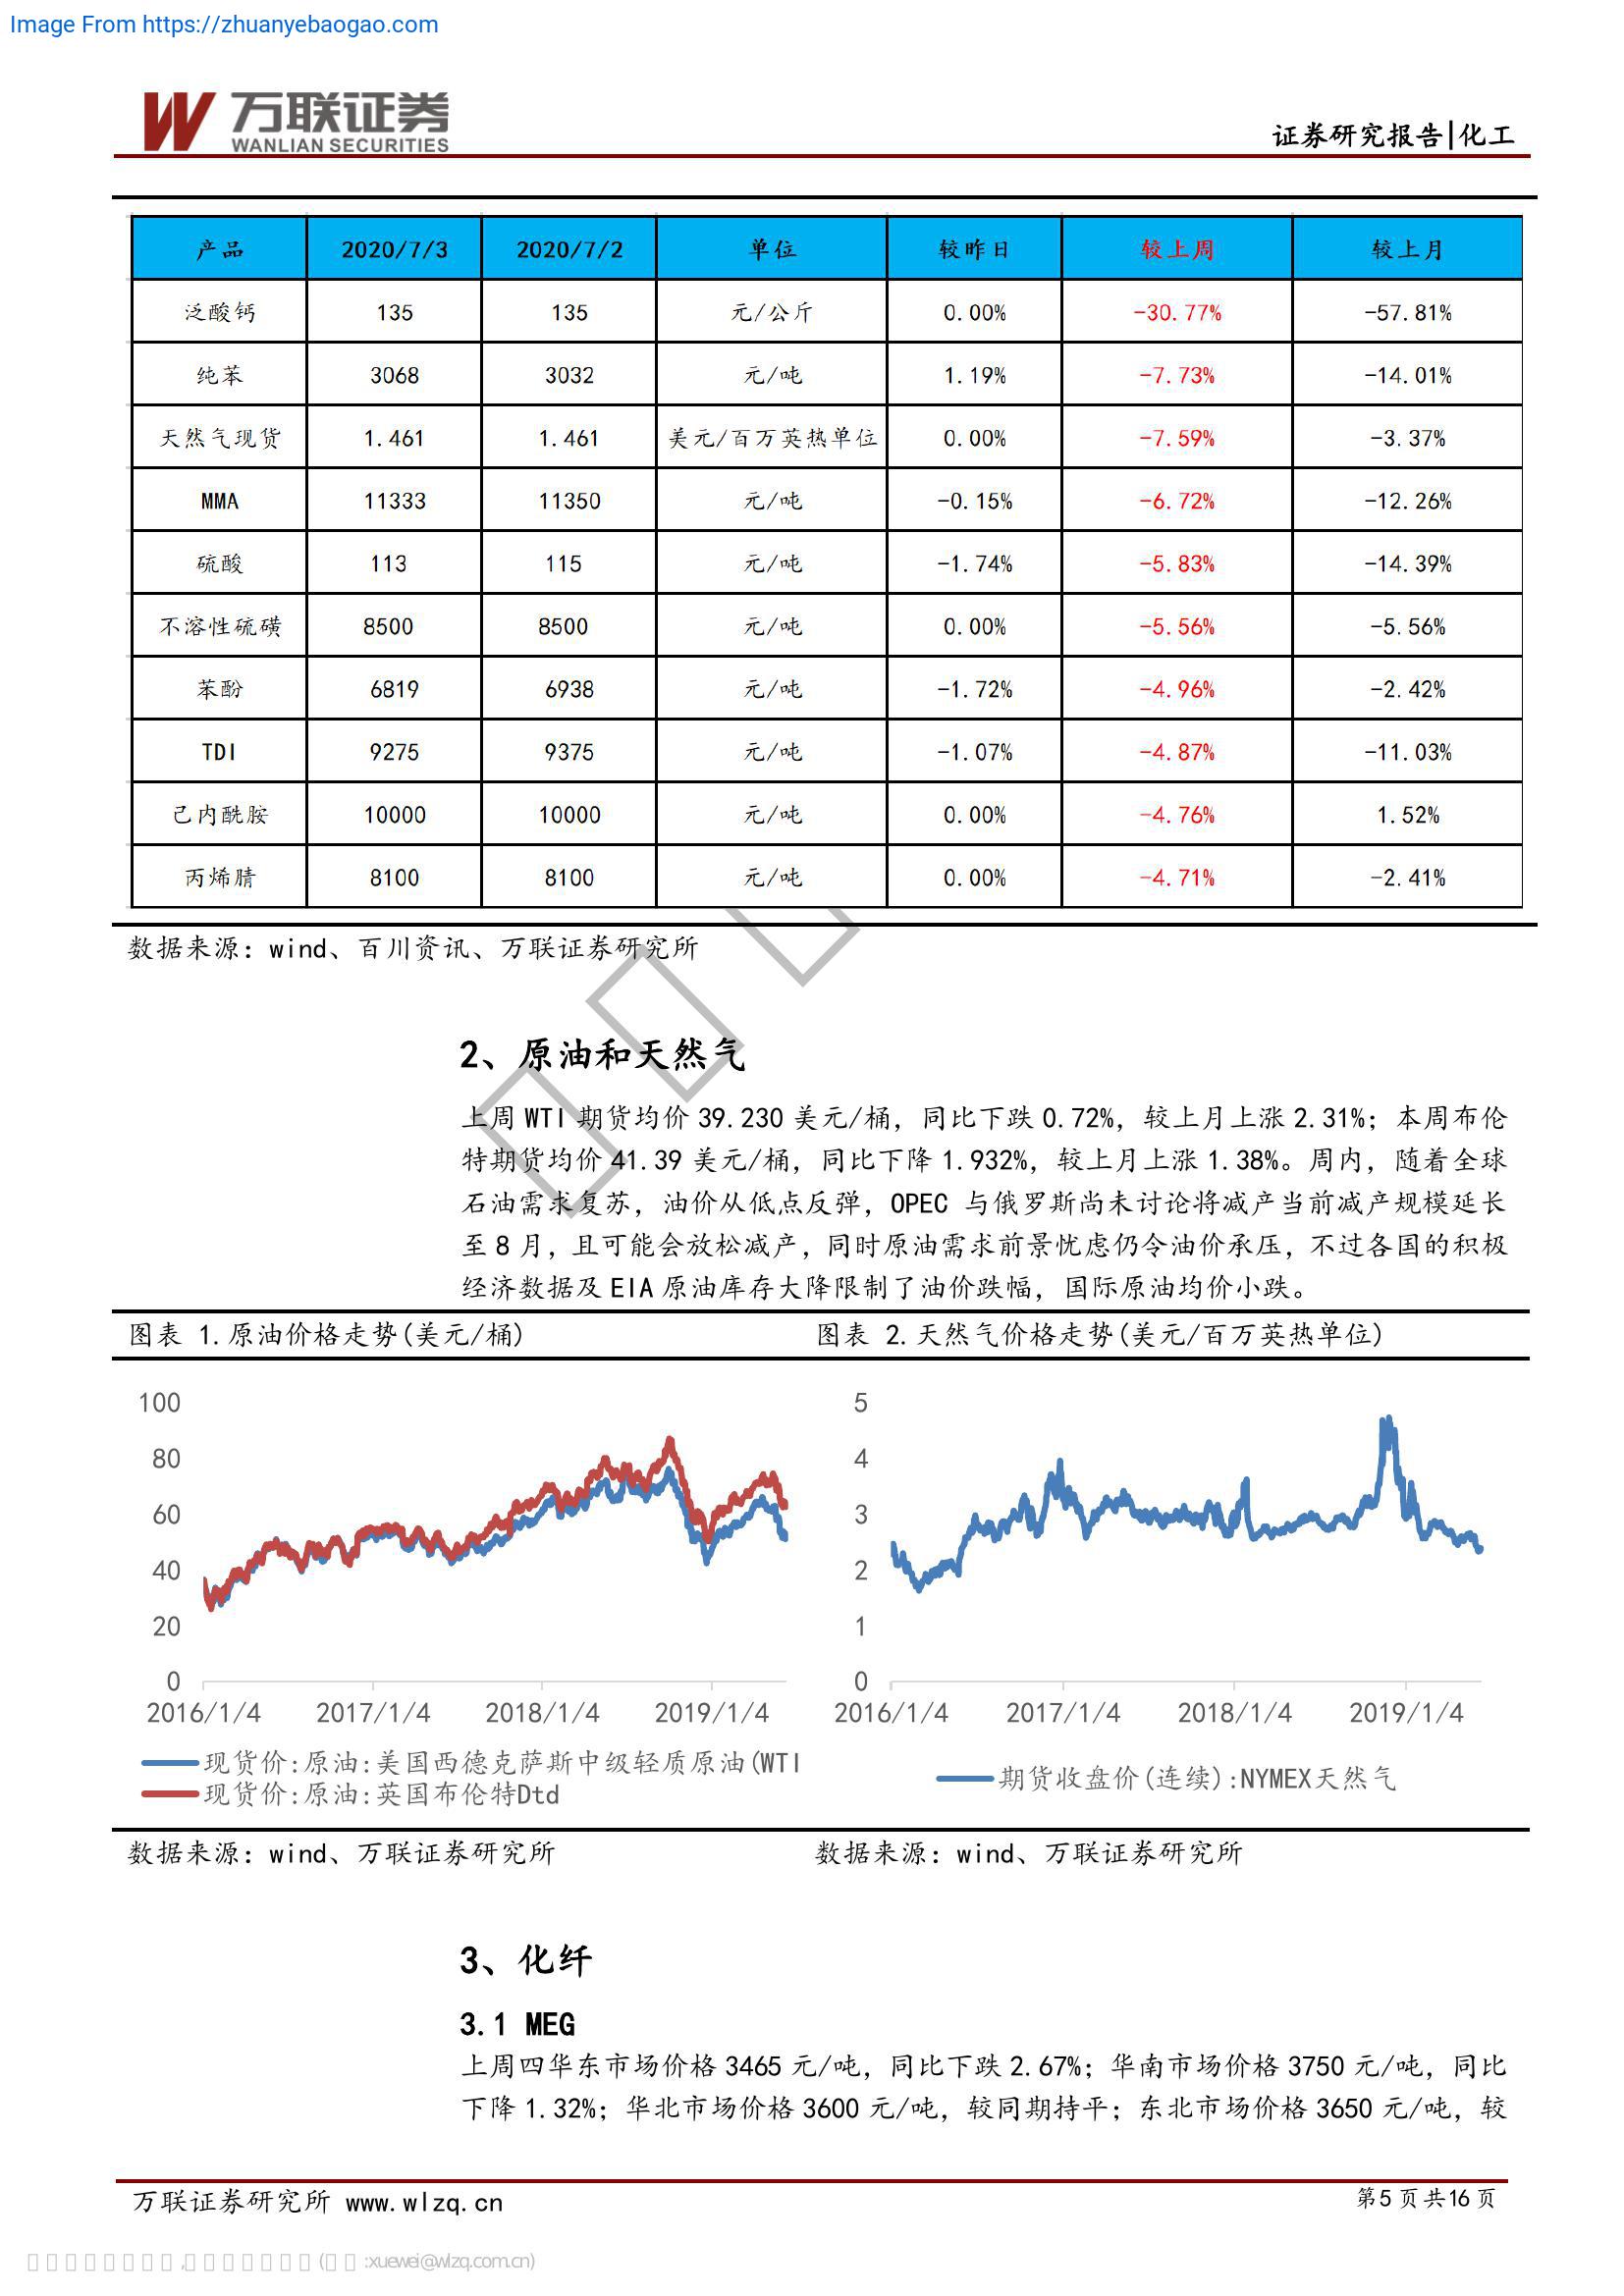 Image From https://zhuanyebaogao.com
万联证券
WANLIAN SECURITIES
证券研究报告|化工
产品 2020/7/3 2020/7/2 单位 较昨日 较上周 较上月
泛酸钙 135 135 元/公斤 0.00% -30.77% -57.81%
纯苯 3068 3032 元/吨 1.19% -7.73% -14.01%
天然气现货 1.461 1.461 美元/百万英热单位 0.00% -7.59% -3.37%
MMA 11333 11350 元/吨 -0.15% -6.72% -12.26%
硫酸 113 115 元/吨 -1.74% -5.83% -14.39%
不溶性硫磺 8500 8500 元/吨 0.00% -5.56% -5.56%
苯酚 6819 6938 元/吨 -1.72% -4.96% -2.42%
TDI 9275 9375 元/吨 -1.07% -4.87% -11.03%
己内酰胺 10000 10000 元/吨 0.00% -4.76% 1.52%
丙烯腈 8100 8100 元/吨 0.00% -4.71% -2.41%
数据来源：wind、百川资讯、万联证券研究所
2、原油和天然气
上周 WTI 期货均价 39.230 美元/桶，同比下跌 0.72%，较上月上涨 2.31%；本周布伦
特期货均价 41.39 美元/桶，同比下降 1.932%，较上月上涨 1.38%。周内，随着全球
石油需求复苏，油价从低点反弹，OPEC 与俄罗斯尚未讨论将减产当前减产规模延长
至 8 月，且可能会放松减产，同时原油需求前景忧虑仍令油价承压，不过各国的积极
经济数据及 EIA 原油库存大降限制了油价跌幅，国际原油均价小跌。
图表 1.原油价格走势(美元/桶)
图表 2.天然气价格走势(美元/百万英热单位)
100
80
60
40
20
0
2016/1/4 2017/1/4 2018/1/4 2019/1/4
现货价:原油:美国西德克萨斯中级轻质原油(WTI
现货价:原油:英国布伦特Dtd
5
4
3
2
1
0
2016/1/4 2017/1/4 2018/1/4 2019/1/4
期货收盘价(连续):NYMEX天然气
数据来源：wind、万联证券研究所
数据来源：wind、万联证券研究所
3、化纤
3.1 MEG
上周四华东市场价格 3465 元/吨，同比下跌 2.67%；华南市场价格 3750 元/吨，同比
下降 1.32%；华北市场价格 3600 元/吨，较同期持平；东北市场价格 3650 元/吨，较
万联证券研究所 www.wlzq.cn
第5页共16页
:xuewei@wlzq.com.cn)